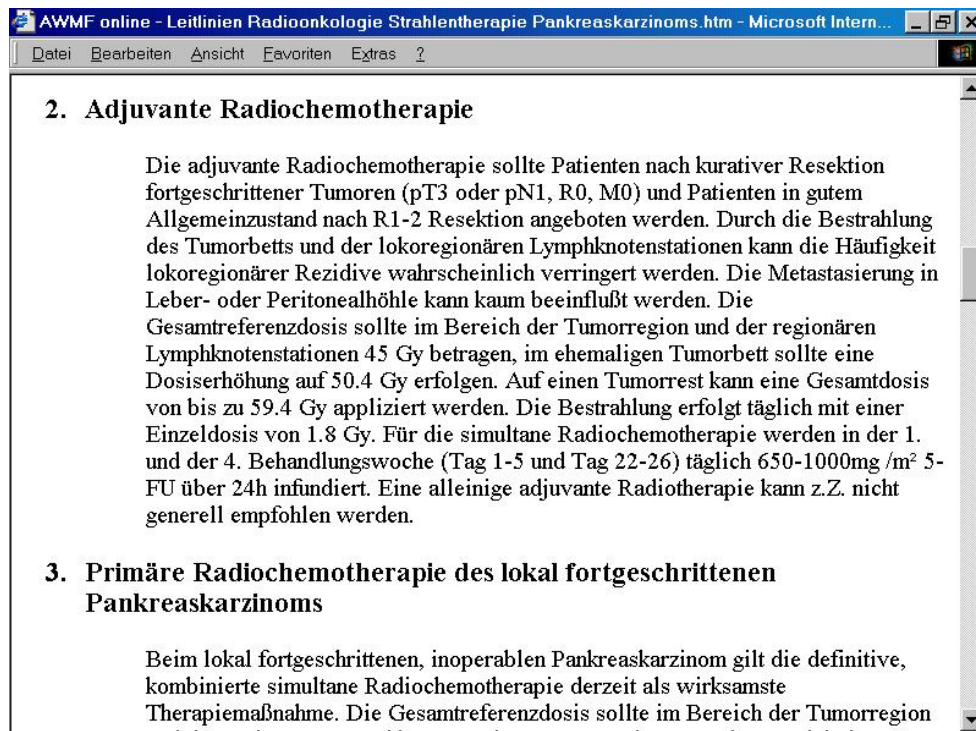 AWMF online - Leitlinien Radioonkologie Strahlentherapie Pankreaskarzinoms.htm - Microsoft Intern...
Datei Bearbeiten Ansicht Favoriten Extras ?
2. Adjuvante Radiochemotherapie
Die adjuvante Radiochemotherapie sollte Patienten nach kurativer Resektion
fortgeschrittener Tumoren (pT3 oder pN1, R0, M0) und Patienten in gutem
Allgemeinzustand nach R1-2 Resektion angeboten werden. Durch die Bestrahlung
des Tumorbetts und der lokoregionären Lymphknotenstationen kann die Häufigkeit
lokoregionärer Rezidive wahrscheinlich verringert werden. Die Metastasierung in
Leber- oder Peritonealhöhle kann kaum beeinflußt werden. Die
Gesamtreferenzdosis sollte im Bereich der Tumorregion und der regionären
Lymphknotenstationen 45 Gy betragen, im ehemaligen Tumorbett sollte eine
Dosiserhöhung auf 50.4 Gy erfolgen. Auf einen Tumorrest kann eine Gesamtdosis
von bis zu 59.4 Gy appliziert werden. Die Bestrahlung erfolgt täglich mit einer
Einzeldosis von 1.8 Gy. Für die simultane Radiochemotherapie werden in der 1.
und der 4. Behandlungswoche (Tag 1-5 und Tag 22-26) täglich 650-1000mg /m² 5-
FU über 24h infundiert. Eine alleinige adjuvante Radiotherapie kann z.Z. nicht
generell empfohlen werden.
3. Primäre Radiochemotherapie des lokal fortgeschrittenen
Pankreaskarzinoms
Beim lokal fortgeschrittenen, inoperablen Pankreaskarzinom gilt die definitive,
kombinierte simultane Radiochemotherapie derzeit als wirksamste
Therapiemaßnahme. Die Gesamtreferenzdosis sollte im Bereich der Tumorregion